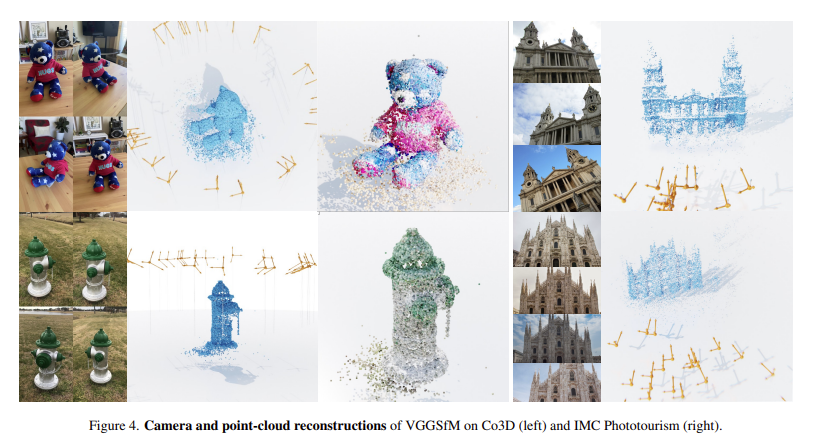 Figure 4. Camera and point-cloud reconstructions of VGGSfM on Co3D (left) and IMC Phototourism (right).